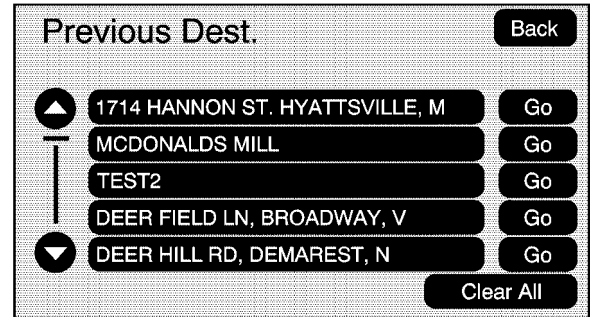 Previous Dest. Back
1714 HANNON ST. HYATTSVILLE, M Go
MCDONALDS MILL Go
TEST2 Go
DEER FIELD LN, BROADWAY, V Go
DEER HILL RD, DEMAREST, N Go
Clear All